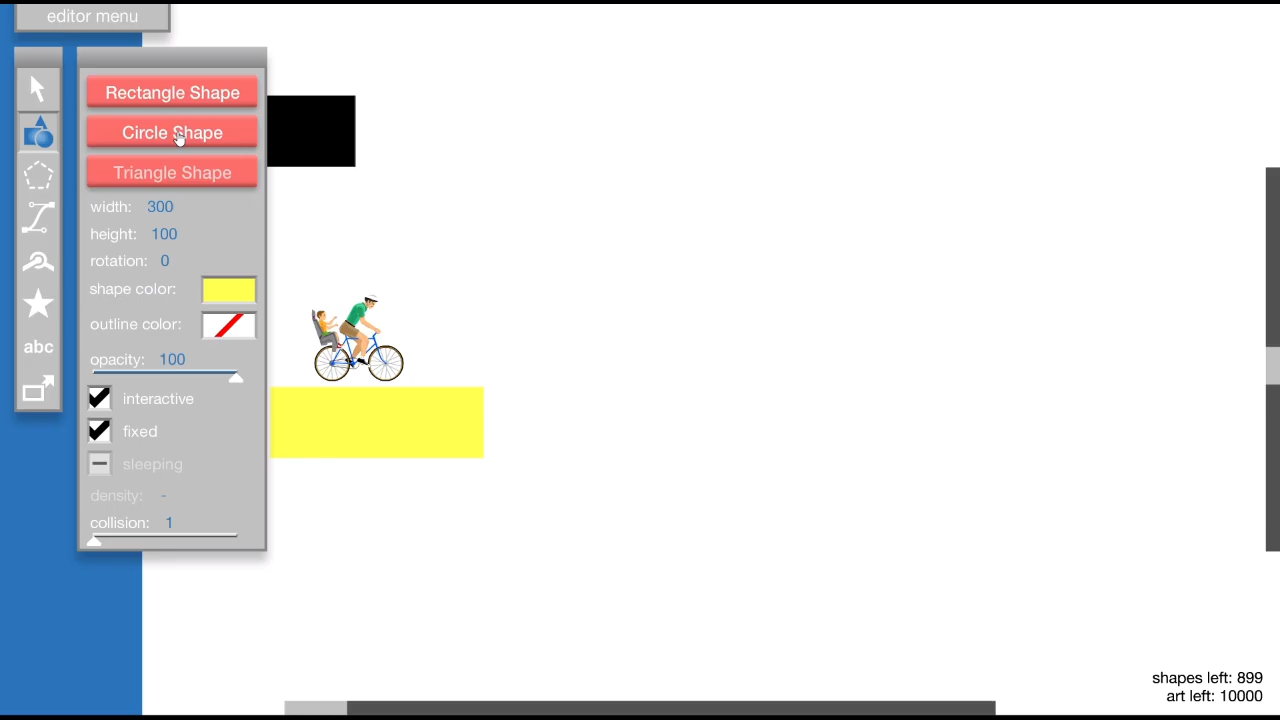 editor menu
Rectangle Shape
Circle Shape
Triangle Shape
width: 300
height: 100
rotation: 0
shape color:
outline color:
opacity: 100
interactive
fixed
sleeping
density: -
collision: 1
abc
shapes left: 899
art left: 10000